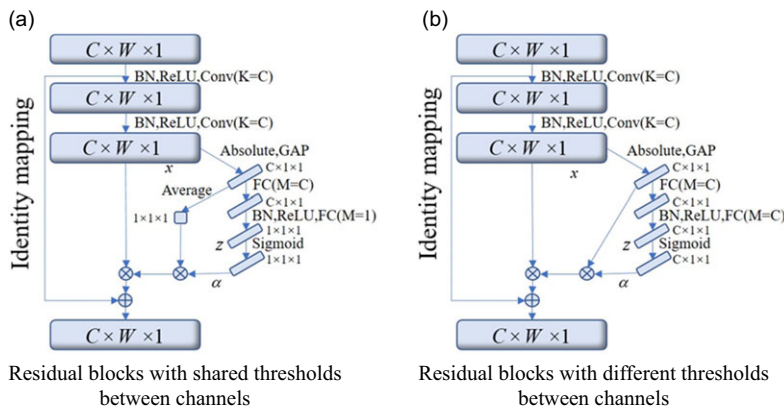 (a)
C × W ×1
BN,ReLU,Conv(K=C)
C × W ×1
BN,ReLU,Conv(K=C)
C × W ×1
Identity mapping
x
Absolute,GAP
C×1×1
FC(M=C)
Average
C×1×1
1×1×1
BN,ReLU,FC(M=1)
1×1×1
z
Sigmoid
1×1×1
α
C × W ×1
Residual blocks with shared thresholds
between channels
(b)
C × W ×1
BN,ReLU,Conv(K=C)
C × W ×1
BN,ReLU,Conv(K=C)
C × W ×1
Identity mapping
x
Absolute,GAP
C×1×1
FC(M=C)
C×1×1
BN,ReLU,FC(M=C)
C×1×1
z
Sigmoid
C×1×1
α
C × W ×1
Residual blocks with different thresholds
between channels